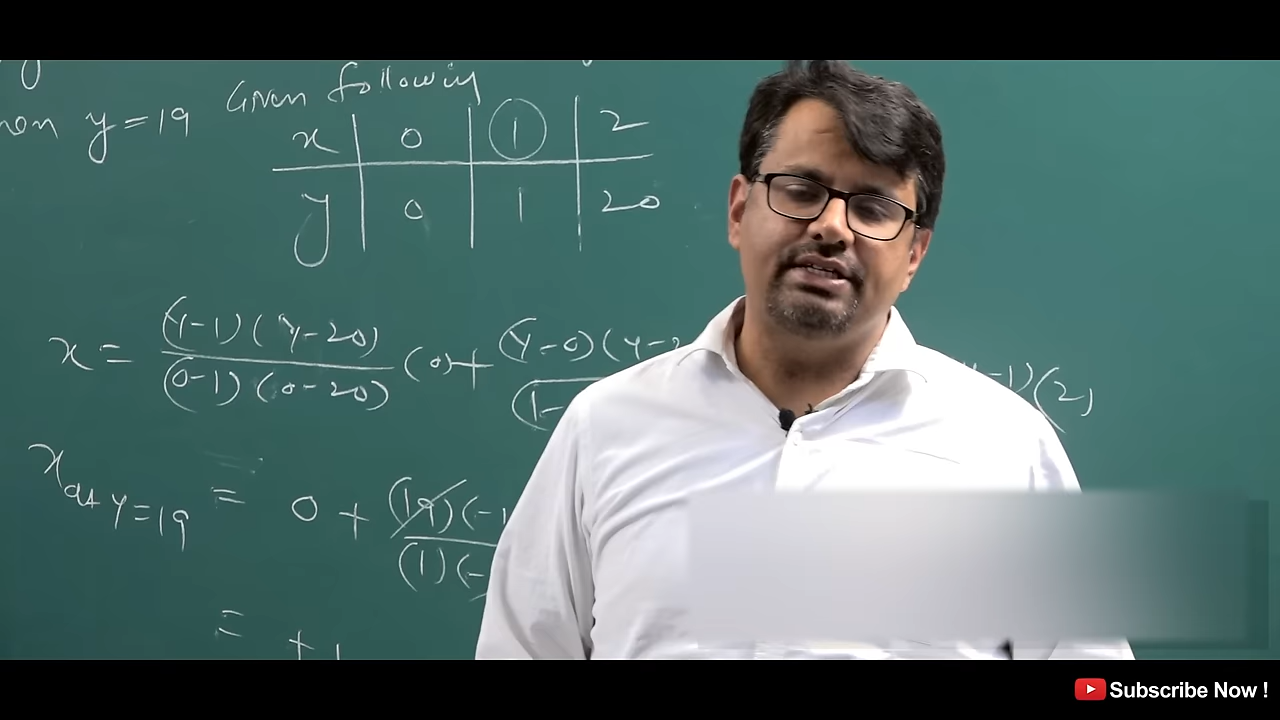 y = 19 Given following
x 0 1 2
y 0 1 20
x = (y-1)(y-20) (0) + (y-0)(y-
(0-1)(0-20) (1-
-1)(2)
x at y=19 = 0 + (19)(-1
(1)(-
= + 1
Subscribe Now !